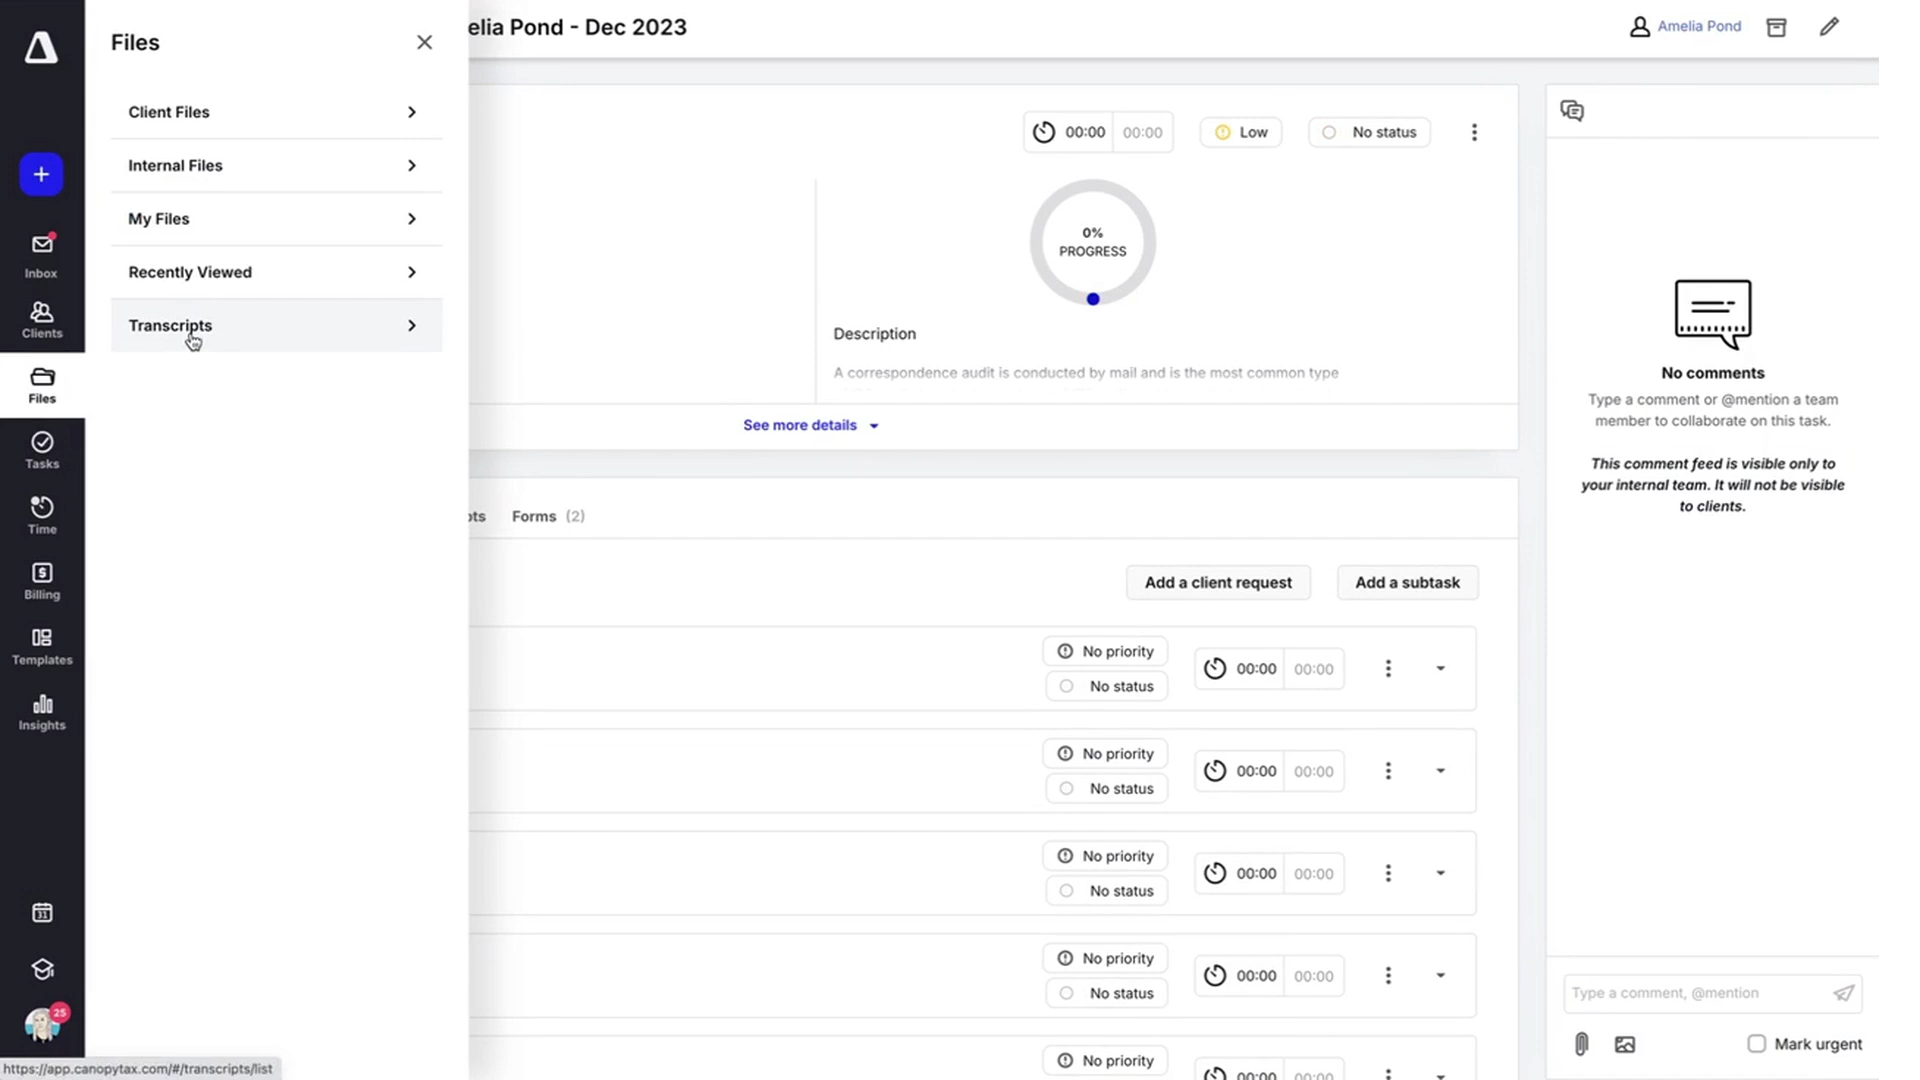 Files
elia Pond - Dec 2023
Amelia Pond
Client Files
Internal Files
My Files
Recently Viewed
Transcripts
Inbox
Clients
Files
Tasks
Time
Billing
Templates
Insights
31
25
https://app.canopytax.com/#/transcripts/list
00:00 00:00
Low
No status
0%
PROGRESS
Description
A correspondence audit is conducted by mail and is the most common type
See more details
pts
Forms (2)
Add a client request
Add a subtask
No priority
No status
00:00 00:00
No priority
No status
00:00 00:00
No priority
No status
00:00 00:00
No priority
No status
00:00 00:00
No priority
00:00 00:00
No comments
Type a comment or @mention a team
member to collaborate on this task.
This comment feed is visible only to
your internal team. It will not be visible
to clients.
Type a comment, @mention
Mark urgent